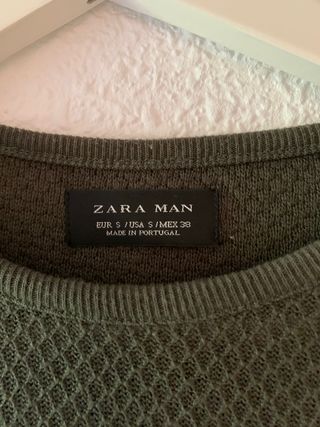 ZARA MAN
EUR S / USA S / MEX 38
MADE IN PORTUGAL